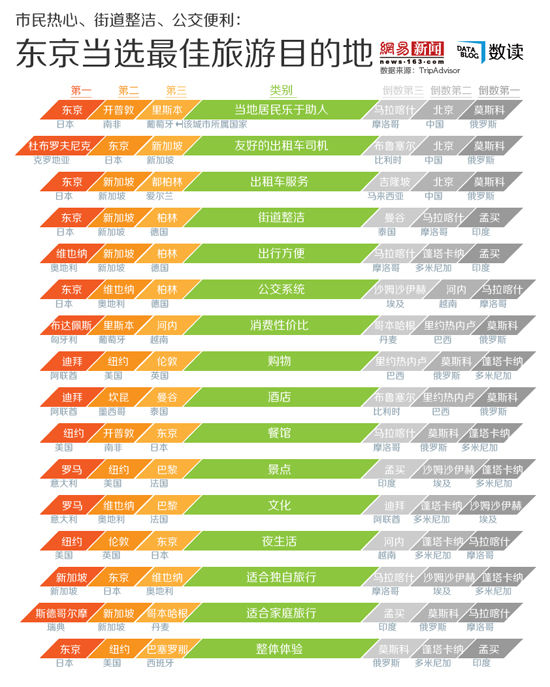 市民热心、街道整洁、公交便利：
东京当选最佳旅游目的地
網易 新闻 news·163·com
DATA BLOG 数读
数据来源：TripAdvisor
第一 第二 第三 类别 倒数第三 倒数第二 倒数第一
东京 开普敦 里斯本 当地居民乐于助人 马拉喀什 北京 莫斯科
日本 南非 葡萄牙 该城市所属国家 摩洛哥 中国 俄罗斯
杜布罗夫尼克 东京 新加坡 友好的出租车司机 布鲁塞尔 北京 莫斯科
克罗地亚 日本 新加坡 比利时 中国 俄罗斯
东京 新加坡 都柏林 出租车服务 吉隆坡 北京 莫斯科
日本 新加坡 爱尔兰 马来西亚 中国 俄罗斯
东京 新加坡 柏林 街道整洁 曼谷 马拉喀什 孟买
日本 新加坡 德国 泰国 摩洛哥 印度
维也纳 新加坡 柏林 出行方便 马拉喀什 蓬塔卡纳 孟买
奥地利 新加坡 德国 摩洛哥 多米尼加 印度
东京 维也纳 柏林 公交系统 沙姆沙伊赫 河内 马拉喀什
日本 奥地利 德国 埃及 越南 摩洛哥
布达佩斯 里斯本 河内 消费性价比 哥本哈根 里约热内卢 莫斯科
匈牙利 葡萄牙 越南 丹麦 巴西 俄罗斯
迪拜 纽约 伦敦 购物 里约热内卢 莫斯科 蓬塔卡纳
阿联酋 美国 英国 巴西 俄罗斯 多米尼加
迪拜 坎昆 曼谷 酒店 布鲁塞尔 里约热内卢 莫斯科
阿联酋 墨西哥 泰国 比利时 巴西 俄罗斯
纽约 开普敦 东京 餐馆 马拉喀什 莫斯科 蓬塔卡纳
美国 南非 日本 摩洛哥 俄罗斯 多米尼加
罗马 纽约 巴黎 景点 孟买 沙姆沙伊赫 蓬塔卡纳
意大利 美国 法国 印度 埃及 多米尼加
罗马 维也纳 巴黎 文化 迪拜 蓬塔卡纳 沙姆沙伊赫
意大利 奥地利 法国 阿联酋 多米尼加 埃及
纽约 伦敦 东京 夜生活 河内 蓬塔卡纳 马拉喀什
美国 英国 日本 越南 多米尼加 摩洛哥
新加坡 东京 维也纳 适合独自旅行 马拉喀什 沙姆沙伊赫 蓬塔卡纳
新加坡 日本 奥地利 摩洛哥 埃及 多米尼加
斯德哥尔摩 新加坡 哥本哈根 适合家庭旅行 孟买 莫斯科 马拉喀什
瑞典 新加坡 丹麦 印度 俄罗斯 摩洛哥
东京 纽约 巴塞罗那 整体体验 莫斯科 蓬塔卡纳 孟买
日本 美国 西班牙 俄罗斯 多米尼加 印度